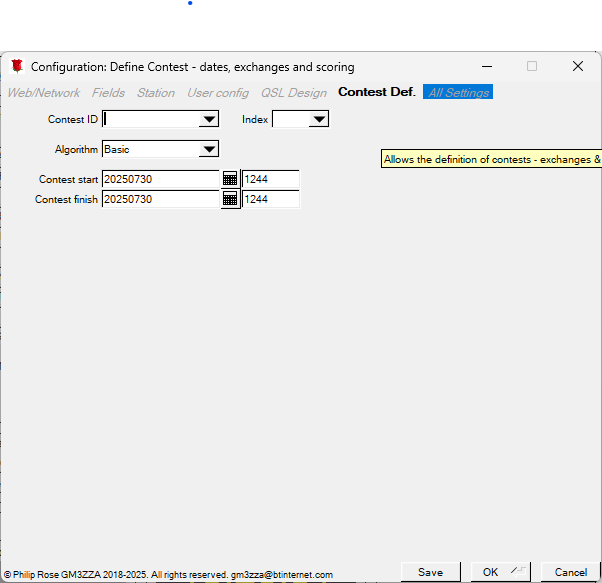 Configuration: Define Contest - dates, exchanges and scoring
Web/Network Fields Station User config QSL Design Contest Def. All Settings
Contest ID Index
Allows the definition of contests - exchanges &
Algorithm Basic
Contest start 20250730 1244
Contest finish 20250730 1244
Save OK Cancel
© Philip Rose GM3ZZA 2018-2025. All rights reserved. gm3zza@btinternet.com